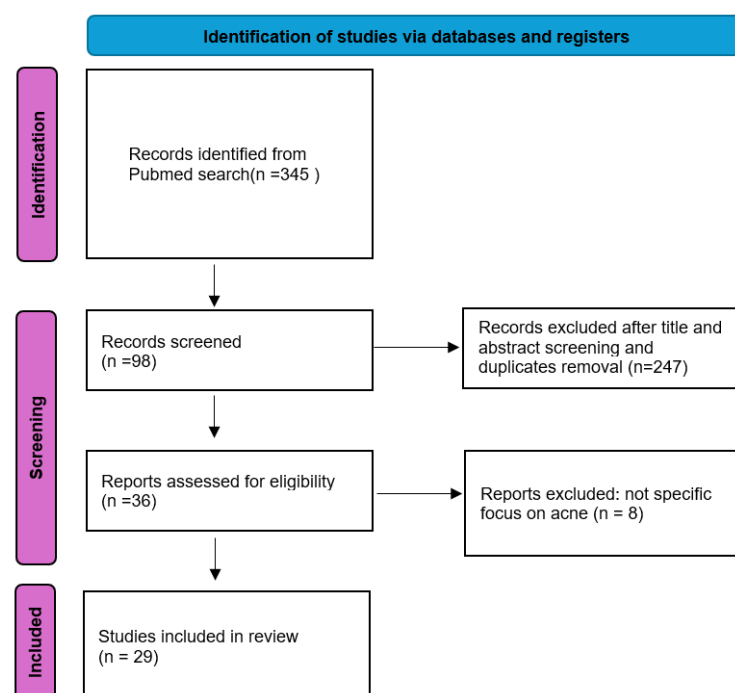 Identification of studies via databases and registers
Identification
Records identified from
Pubmed search(n =345 )
Screening
Records screened
(n =98)
Records excluded after title and
abstract screening and
duplicates removal (n=247)
Reports assessed for eligibility
(n =36)
Reports excluded: not specific
focus on acne (n = 8)
Included
Studies included in review
(n = 29)